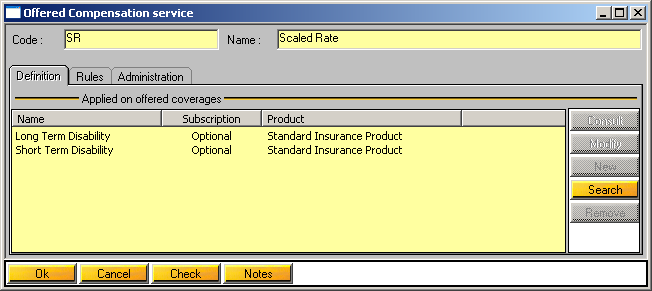 Offered Compensation service
Code : SR Name : Scaled Rate
Definition Rules Administration
Applied on offered coverages
Name Subscription Product
Long Term Disability Optional Standard Insurance Product
Short Term Disability Optional Standard Insurance Product
Consult
Modify
New
Search
Remove
Ok Cancel Check Notes